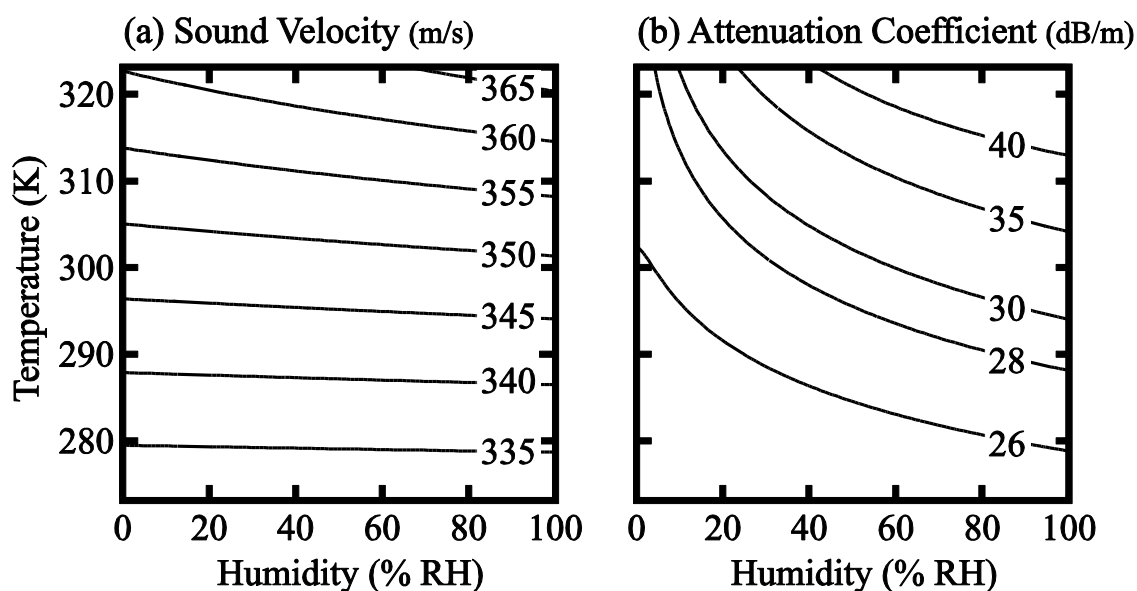 (a) Sound Velocity (m/s)
(b) Attenuation Coefficient (dB/m)
Temperature (K)
320
310
300
290
280
365
360
355
350
345
340
335
0 20 40 60 80 100
Humidity (% RH)
40
35
30
28
26
0 20 40 60 80 100
Humidity (% RH)